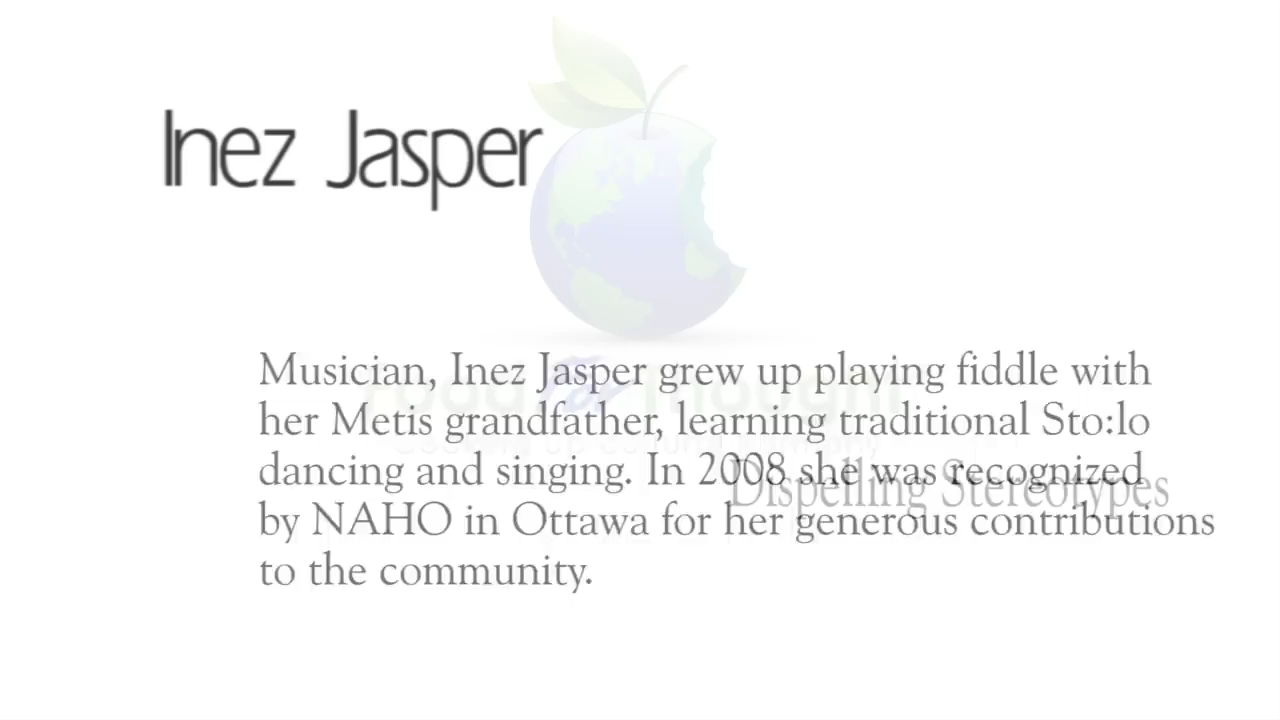 Inez Jasper
Musician, Inez Jasper grew up playing fiddle with
her Metis grandfather, learning traditional Sto:lo
dancing and singing. In 2008 she was recognized
Dispelling Stereotypes
by NAHO in Ottawa for her generous contributions
to the community.